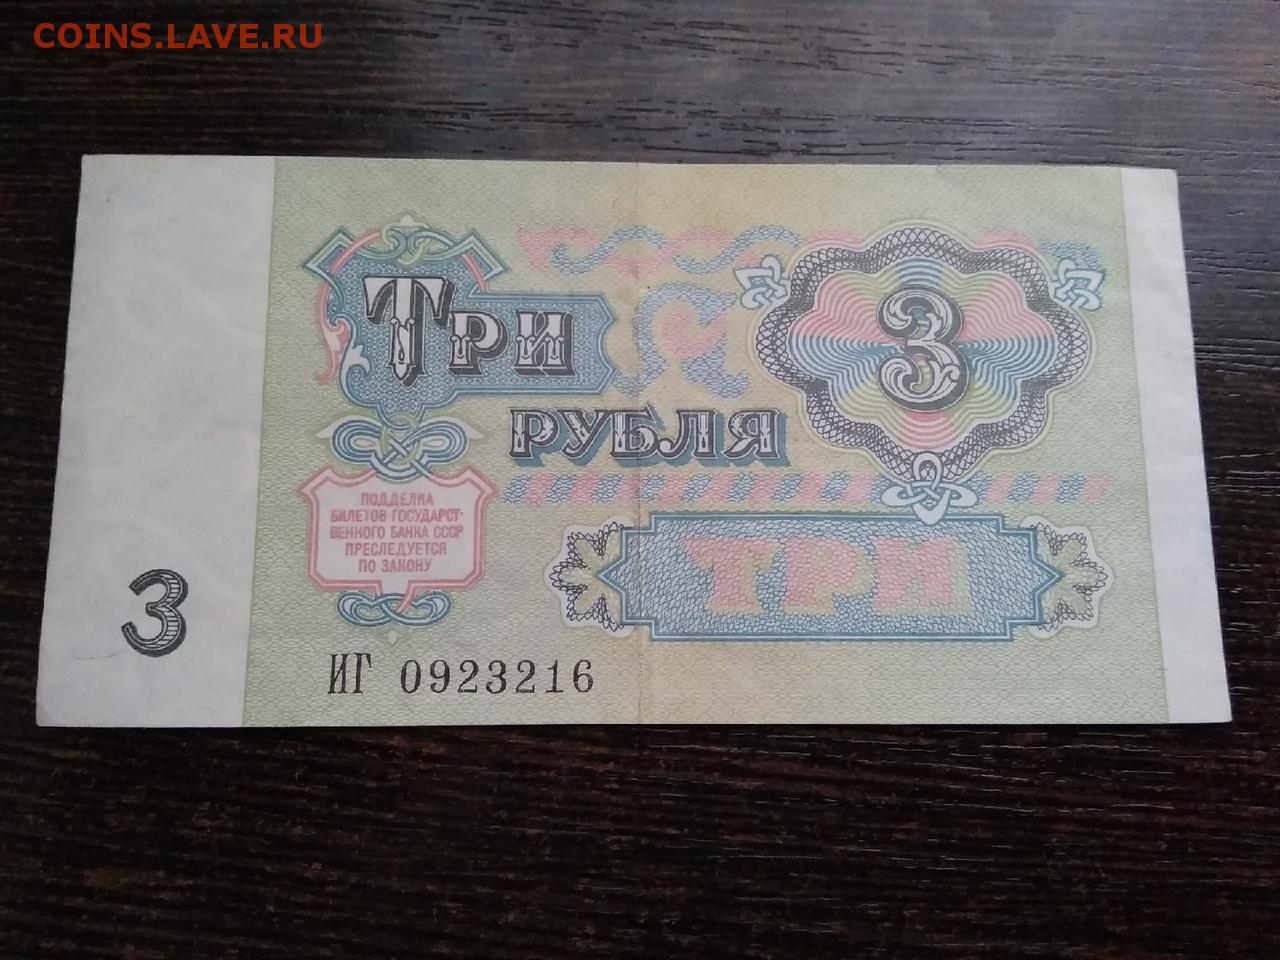 COINS.LAVE.RU
ТРИ
3
РУБЛЯ
ПОДДЕЛКА
БИЛЕТОВ ГОСУДАРСТ-
ВЕННОГО БАНКА СССР
ПРЕСЛЕДУЕТСЯ
ПО ЗАКОНУ
ТРИ
3
ИГ 0923216